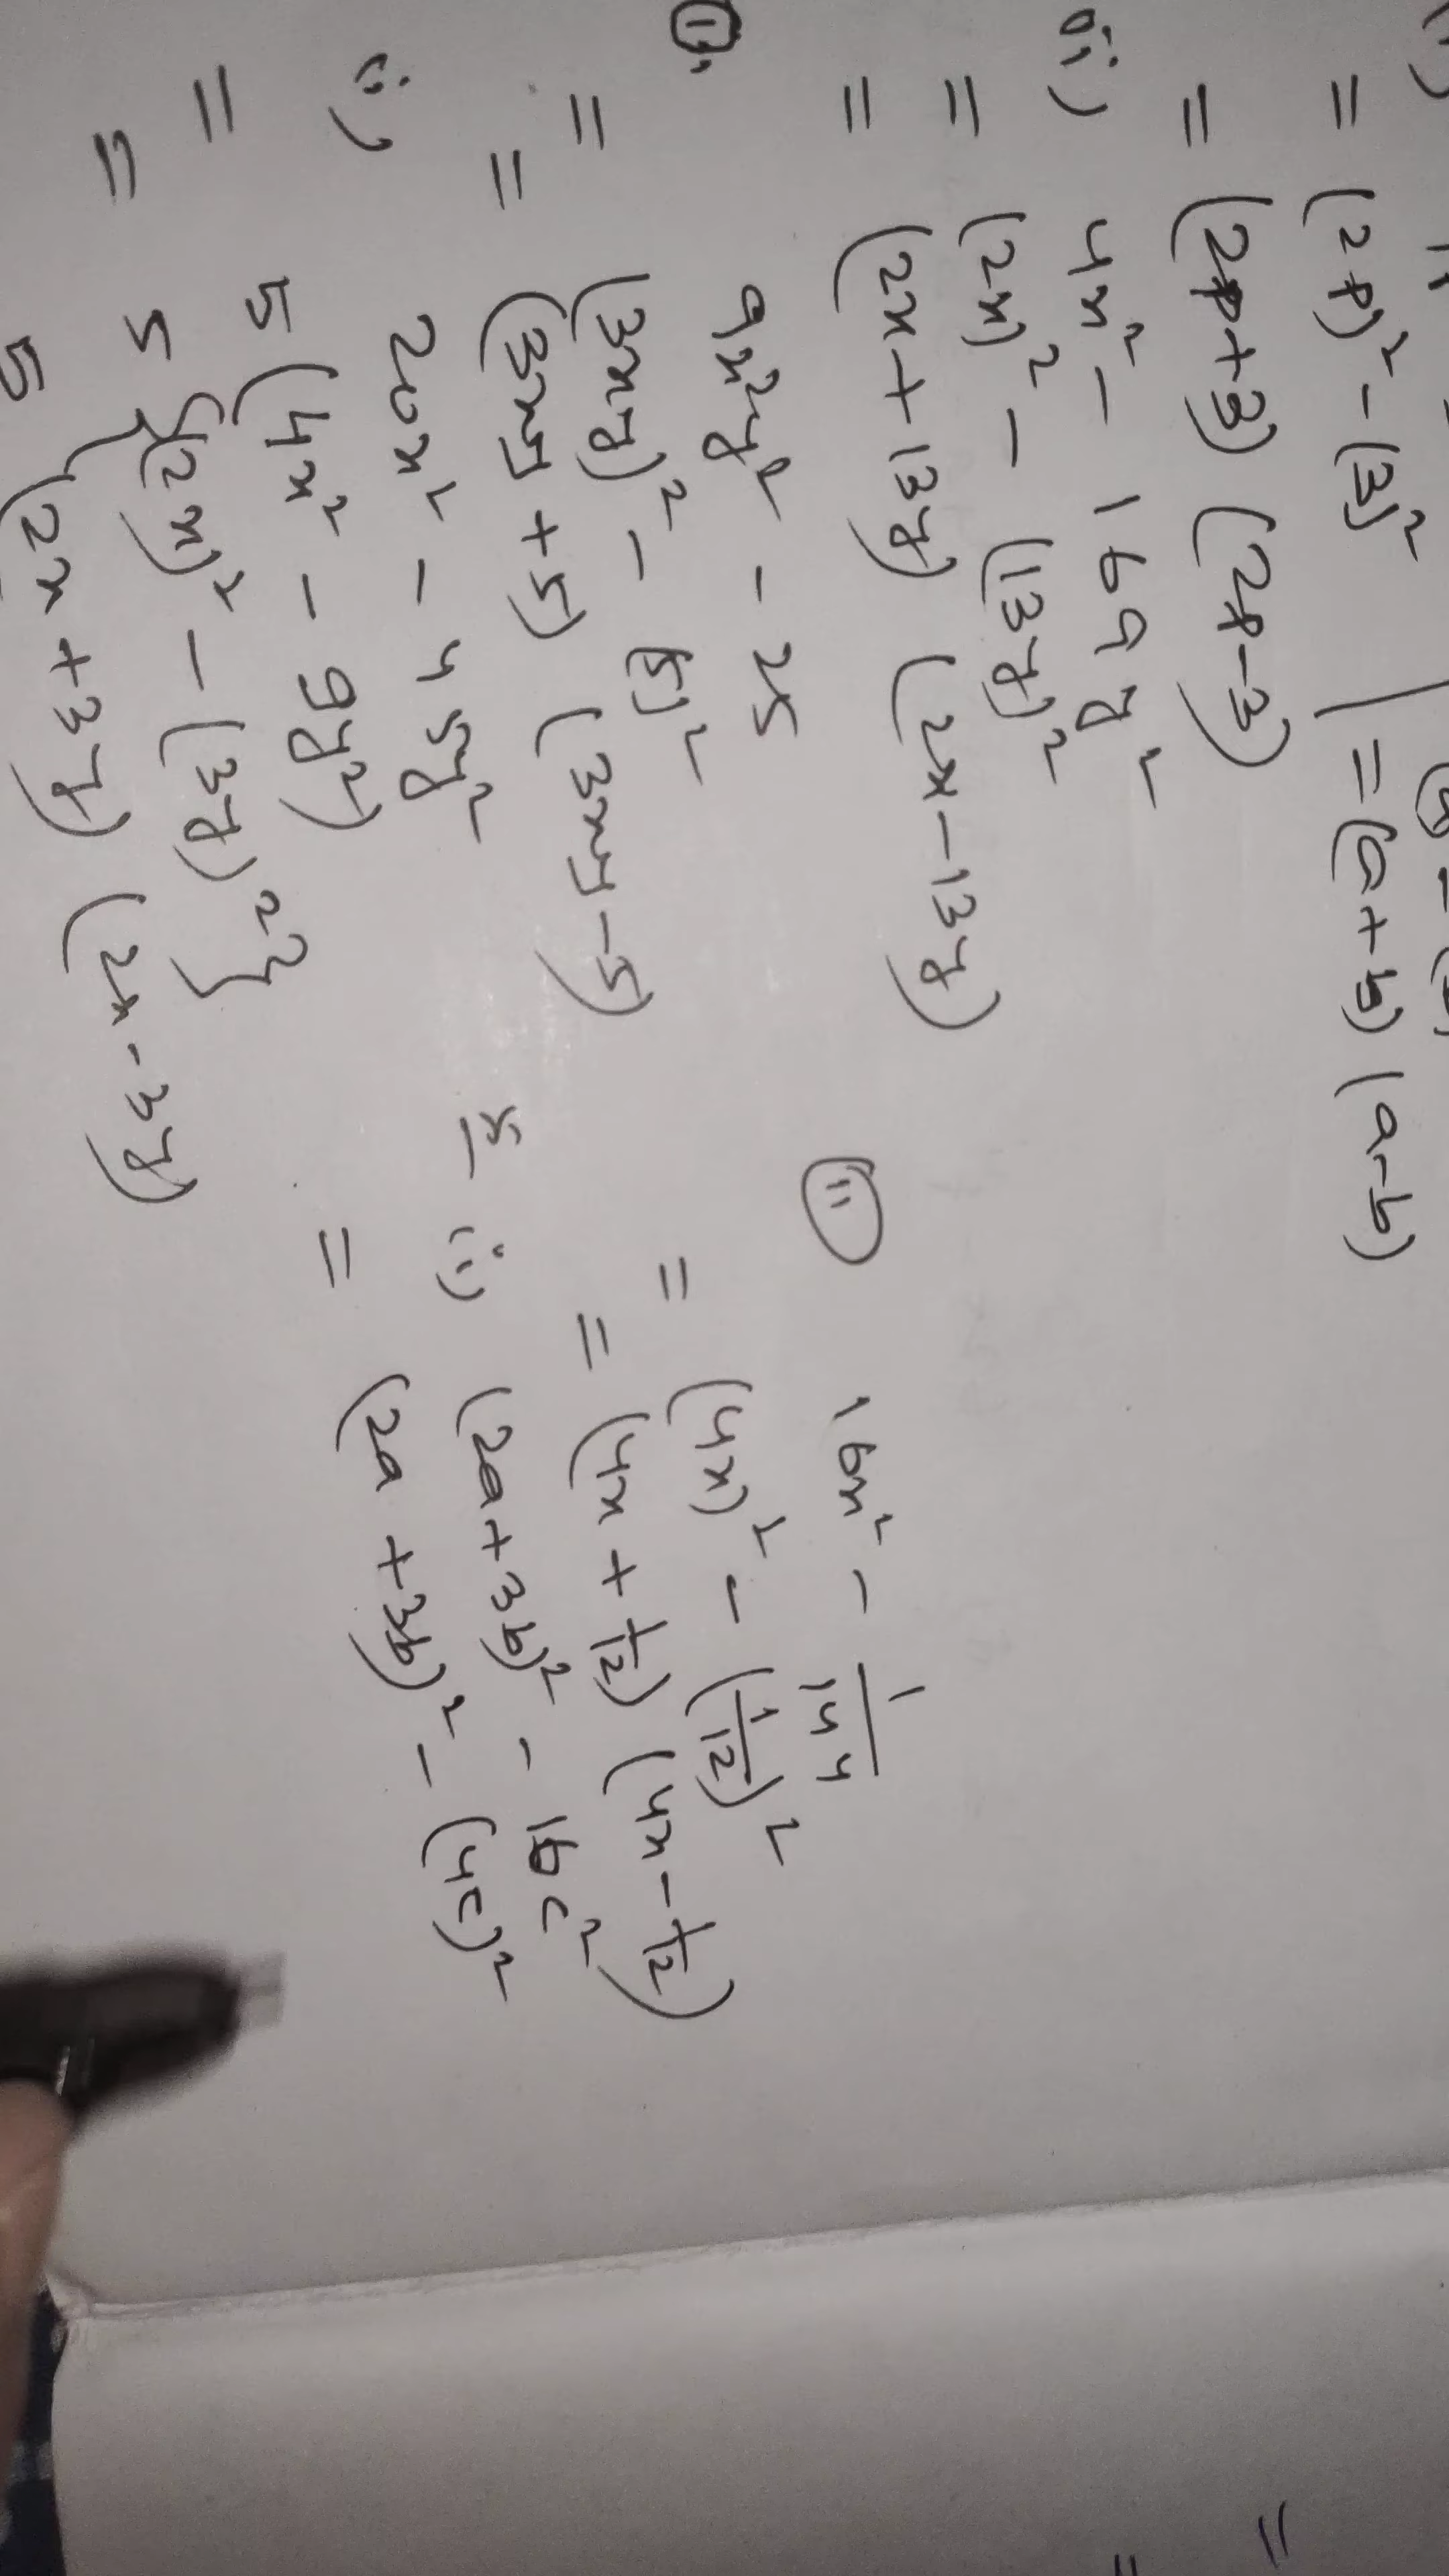 = (2p)² - (3)²
= (a+b) (a-b)
= (2p+3) (2p-3)
ii) 4x² - 169y²
= (2x)² - (13y)²
= (2x+13y) (2x-13y)
9x²y² - 25
= (3xy)² - (5)²
= (3xy+5) (3xy-5)
ii) 20x² - 45y²
= 5(4x² - 9y²)
= 5{(2x)² - (3y)²}
5 (2x+3y) (2x-3y)
ii 16x² - 1/144
= (4x)² - (1/12)²
= (4x + 1/12) (4x - 1/12)
5 ii) (2a+3b)² - 16c²
= (2a+3b)² - (4c)²